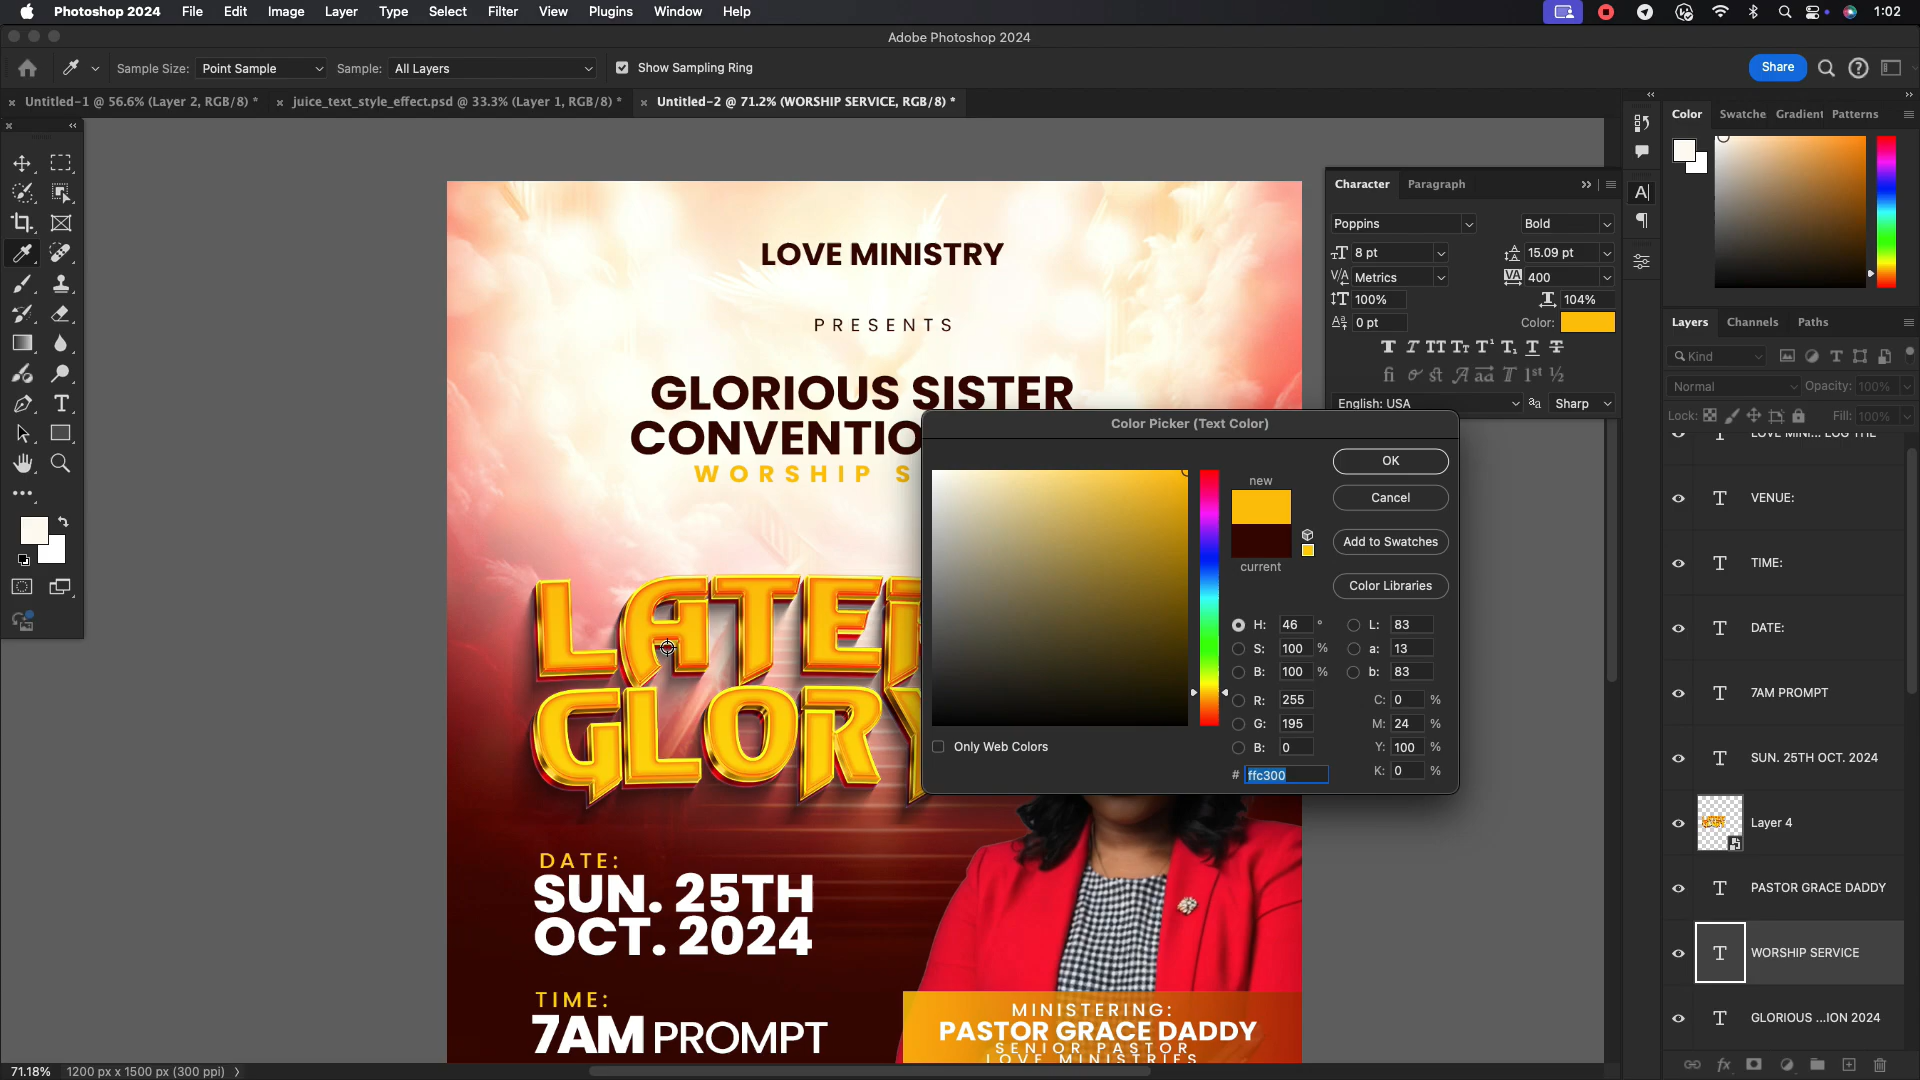 Photoshop 2024 File Edit Image Layer Type Select Filter View Plugins Window Help 1:02
Adobe Photoshop 2024
Sample Size: Point Sample Sample: All Layers Show Sampling Ring Share
Untitled-1 @ 56.6% (Layer 2, RGB/8) * juice_text_style_effect.psd @ 33.3% (Layer 1, RGB/8) * Untitled-2 @ 71.2% (WORSHIP SERVICE, RGB/8) *
Color Swatche Gradient Patterns
Character Paragraph
Poppins Bold
8 pt 15.09 pt
Metrics 400
100% 104%
0 pt Color:
English: USA Sharp
Layers Channels Paths
Kind
Normal Opacity: 100%
Lock: Fill: 100%
LOVE MINI... LOG THE
VENUE:
TIME:
DATE:
7AM PROMPT
SUN. 25TH OCT. 2024
Layer 4
PASTOR GRACE DADDY
WORSHIP SERVICE
GLORIOUS ...ION 2024
LOVE MINISTRY
PRESENTS
GLORIOUS SISTER
CONVENTIO
WORSHIP S
LATER
GLORY
DATE:
SUN. 25TH
OCT. 2024
TIME:
7AM PROMPT
MINISTERING:
PASTOR GRACE DADDY
SENIOR PASTOR
LOVE MINISTRIES
Color Picker (Text Color)
new
current
OK
Cancel
Add to Swatches
Color Libraries
H: 46 ° L: 83
S: 100 % a: 13
B: 100 % b: 83
R: 255 C: 0 %
G: 195 M: 24 %
B: 0 Y: 100 %
# ffc300 K: 0 %
Only Web Colors
71.18% 1200 px x 1500 px (300 ppi)